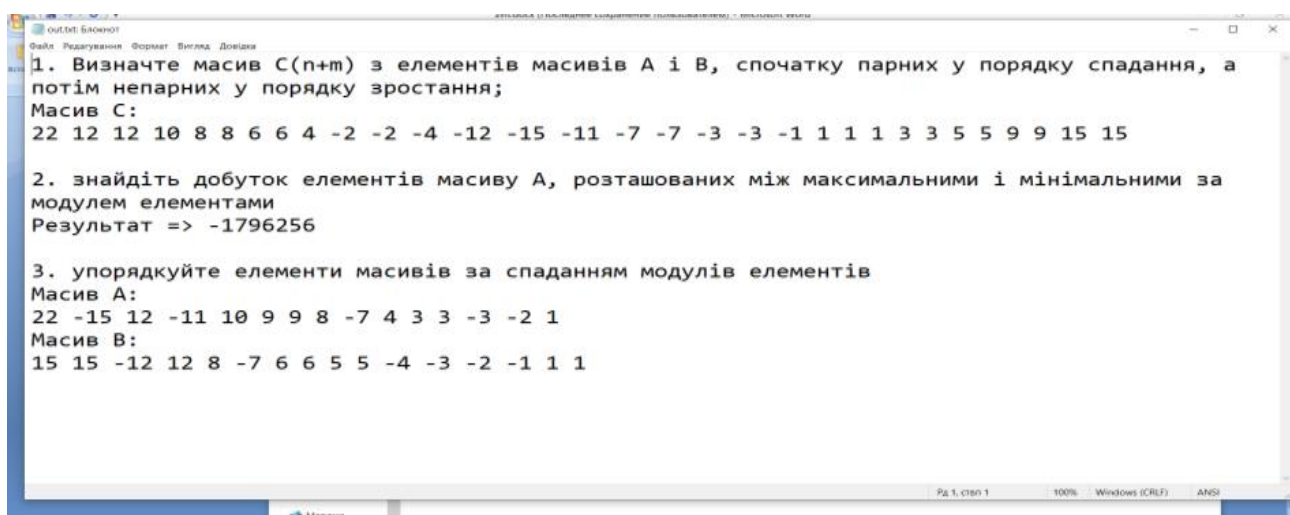 out.txt: Блокнот
Файл Редагування Формат Вигляд Довідка
1. Визначте масив C(n+m) з елементів масивів А і В, спочатку парних у порядку спадання, а
потім непарних у порядку зростання;
Масив С:
22 12 12 10 8 8 6 6 4 -2 -2 -4 -12 -15 -11 -7 -7 -3 -3 -1 1 1 1 3 3 5 5 9 9 15 15
2. знайдіть добуток елементів масиву А, розташованих між максимальними і мінімальними за
модулем елементами
Результат => -1796256
3. упорядкуйте елементи масивів за спаданням модулів елементів
Масив А:
22 -15 12 -11 10 9 9 8 -7 4 3 3 -3 -2 1
Масив В:
15 15 -12 12 8 -7 6 6 5 5 -4 -3 -2 -1 1 1
Рд 1, ствп 1 100% Windows (CRLF) ANSI